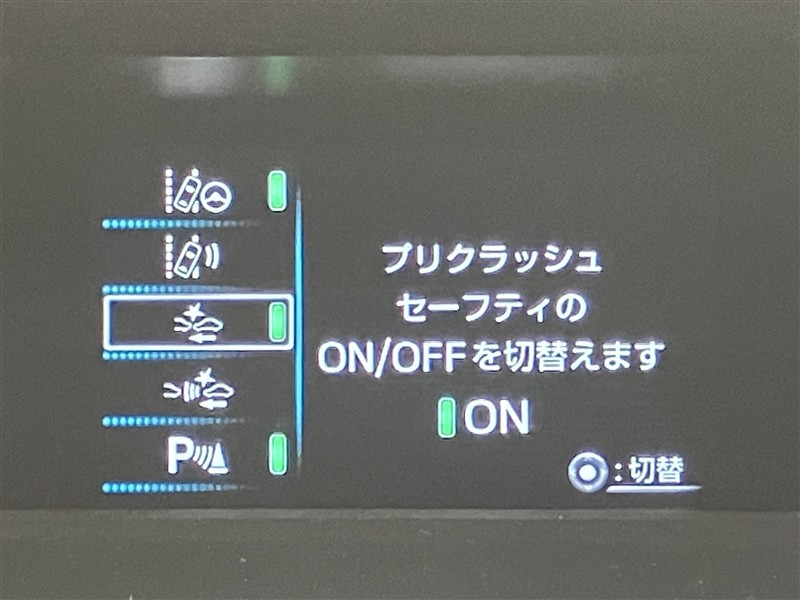 プリクラッシュ
セーフティの
ON/OFFを切替えます
ON
:切替
P